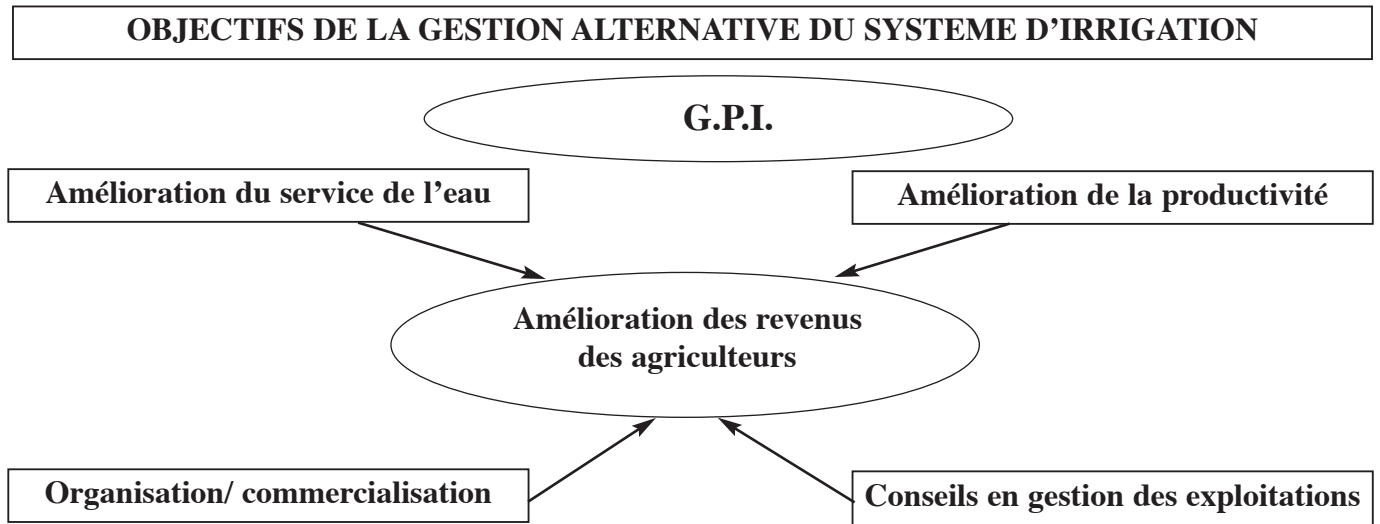 OBJECTIFS DE LA GESTION ALTERNATIVE DU SYSTEME D’IRRIGATION
G.P.I.
Amélioration du service de l’eau
Amélioration de la productivité
Amélioration des revenus
des agriculteurs
Organisation/ commercialisation
Conseils en gestion des exploitations